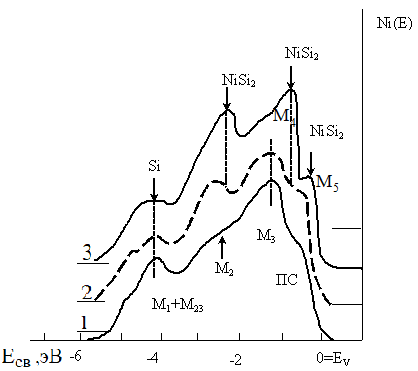 Ni(E)
NiSi2
NiSi2
M4
NiSi2
Si
M5
3
M3
2
M2
ПС
M1+M23
1
Eсв,эВ -6 -4 -2 0=EV